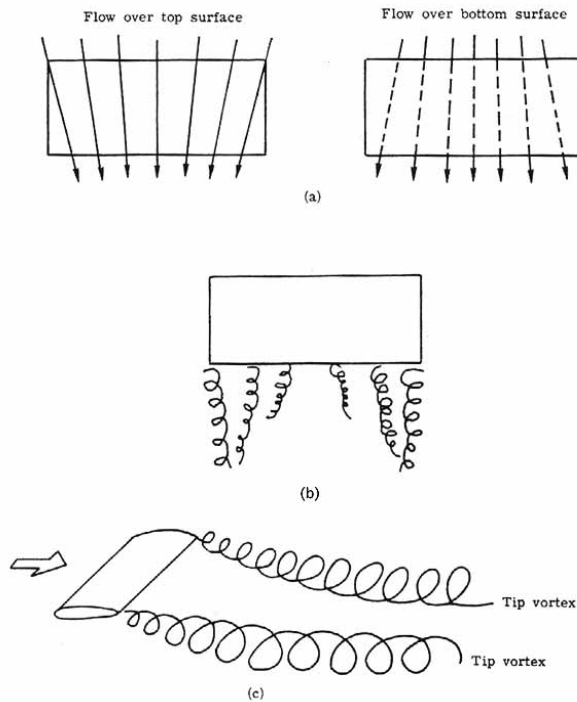 Flow over top surface
Flow over bottom surface
(a)
(b)
Tip vortex
Tip vortex
(c)